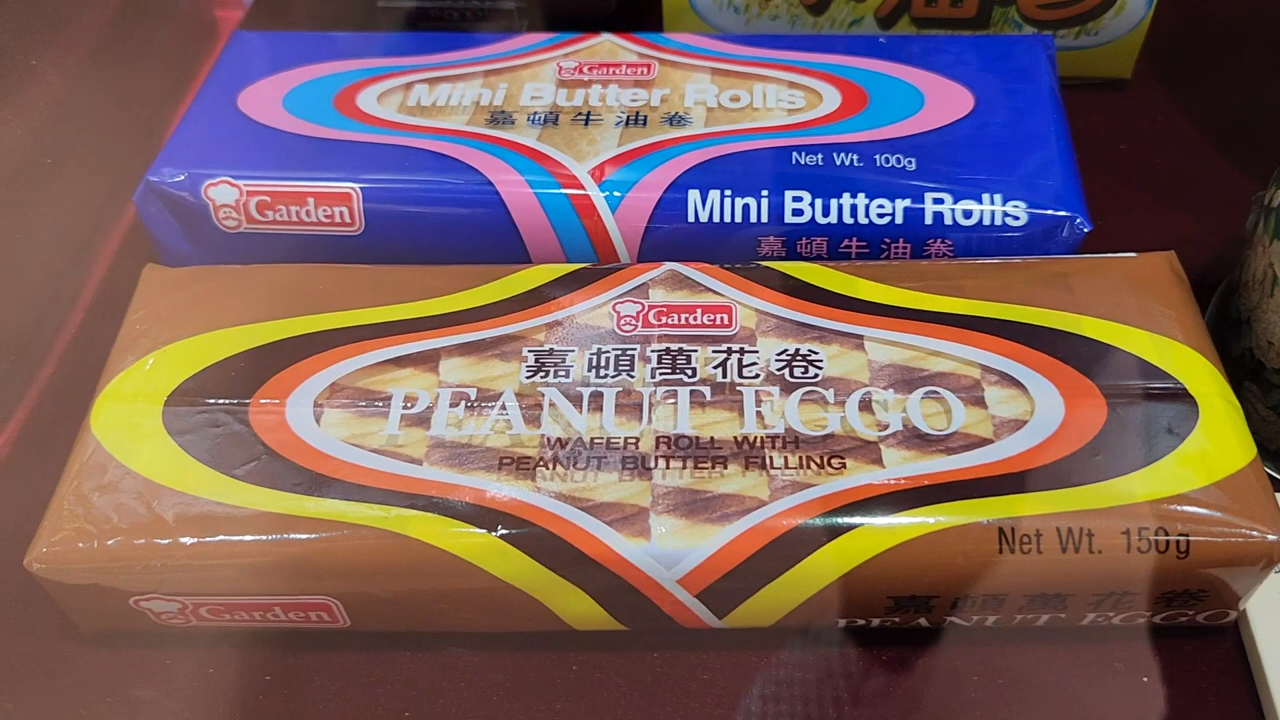 油
Garden
Mini Butter Rolls
嘉頓牛油卷
Net Wt. 100g
Garden
Mini Butter Rolls
嘉頓牛油卷
Garden
嘉頓萬花卷
PEANUT EGGO
WAFER ROLL WITH
PEANUT BUTTER FILLING
Net Wt. 150g
Garden
嘉頓萬花卷
PEANUT EGGO